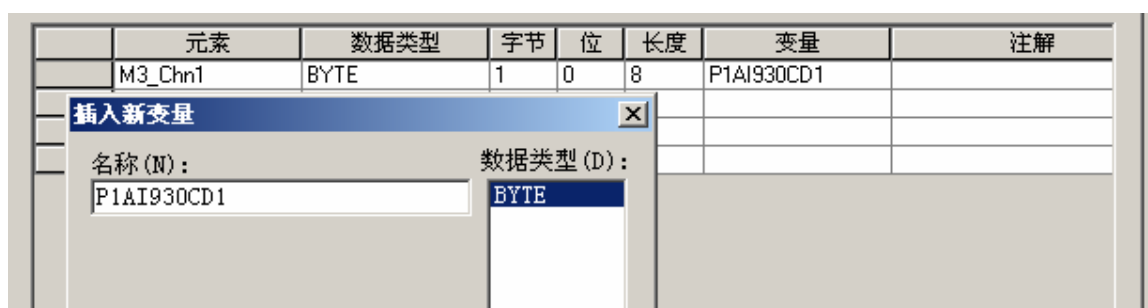 元素 数据类型 字节 位 长度 变量 注解
M3_Chn1 BYTE 1 0 8 P1AI930CD1
插入新变量
名称(N): 数据类型(D):
P1AI930CD1 BYTE